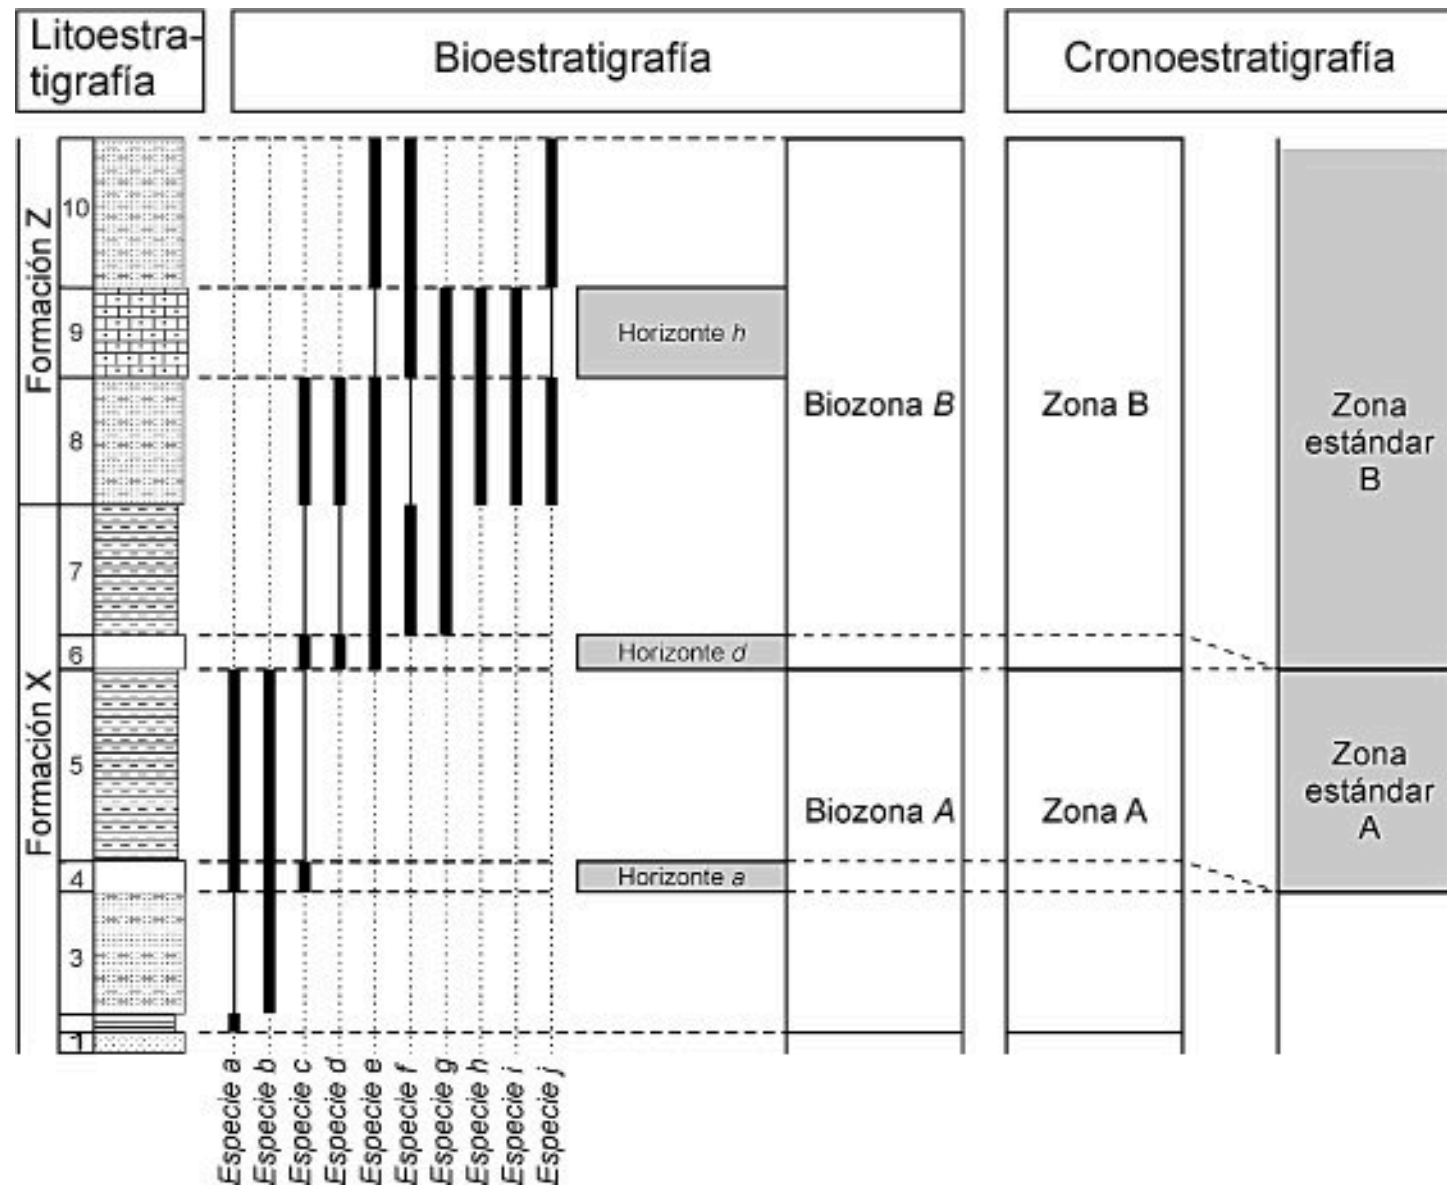 Litoestra-
tigrafía
Bioestratigrafía
Cronoestratigrafía
Formación Z
Formación X
10
9
8
7
6
5
4
3
1
Horizonte h
Horizonte d
Horizonte a
Biozona B
Biozona A
Zona B
Zona A
Zona
estándar
B
Zona
estándar
A
Especie a
Especie b
Especie c
Especie d
Especie e
Especie f
Especie g
Especie h
Especie i
Especie j